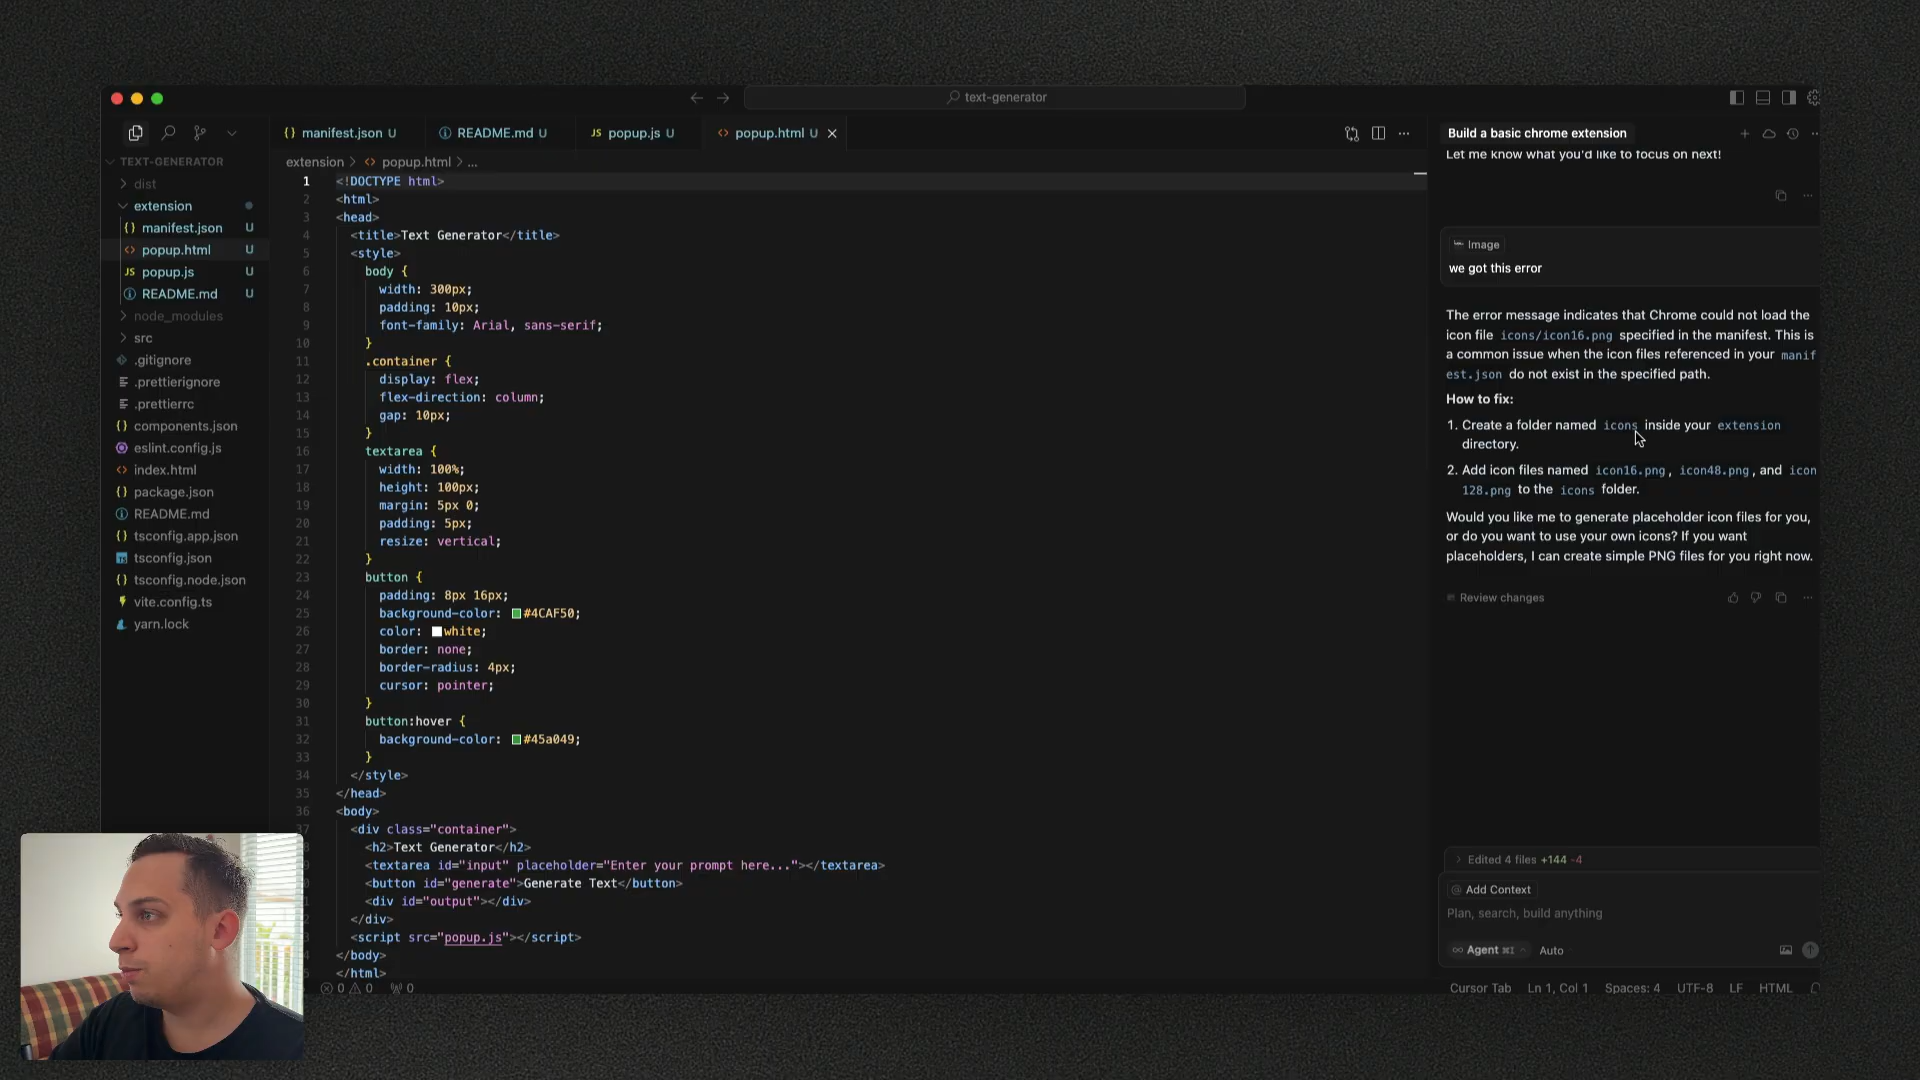 text-generator
manifest.json U
README.md U
JS popup.js U
popup.html U
Build a basic chrome extension
TEXT-GENERATOR
dist
extension
manifest.json U
popup.html U
JS popup.js U
README.md U
node_modules
src
.gitignore
.prettierignore
.prettierrc
components.json
eslint.config.js
index.html
package.json
README.md
tsconfig.app.json
tsconfig.json
tsconfig.node.json
vite.config.ts
yarn.lock
extension > popup.html > ...
1 <!DOCTYPE html>
2 <html>
3 <head>
4 <title>Text Generator</title>
5 <style>
6 body {
7 width: 300px;
8 padding: 10px;
9 font-family: Arial, sans-serif;
10 }
11 .container {
12 display: flex;
13 flex-direction: column;
14 gap: 10px;
15 }
16 textarea {
17 width: 100%;
18 height: 100px;
19 margin: 5px 0;
20 padding: 5px;
21 resize: vertical;
22 }
23 button {
24 padding: 8px 16px;
25 background-color: #4CAF50;
26 color: white;
27 border: none;
28 border-radius: 4px;
29 cursor: pointer;
30 }
31 button:hover {
32 background-color: #45a049;
33 }
34 </style>
35 </head>
36 <body>
<div class="container">
<h2>Text Generator</h2>
<textarea id="input" placeholder="Enter your prompt here..."></textarea>
<button id="generate">Generate Text</button>
<div id="output"></div>
</div>
<script src="popup.js"></script>
</body>
</html>
0 0 0
Let me know what you'd like to focus on next!
Image
we got this error
The error message indicates that Chrome could not load the
icon file icons/icon16.png specified in the manifest. This is
a common issue when the icon files referenced in your manif
est.json do not exist in the specified path.
How to fix:
1. Create a folder named icons inside your extension
directory.
2. Add icon files named icon16.png, icon48.png, and icon
128.png to the icons folder.
Would you like me to generate placeholder icon files for you,
or do you want to use your own icons? If you want
placeholders, I can create simple PNG files for you right now.
Review changes
Edited 4 files +144 -4
@ Add Context
Plan, search, build anything
Agent ⌘I Auto
Cursor Tab Ln 1, Col 1 Spaces: 4 UTF-8 LF HTML